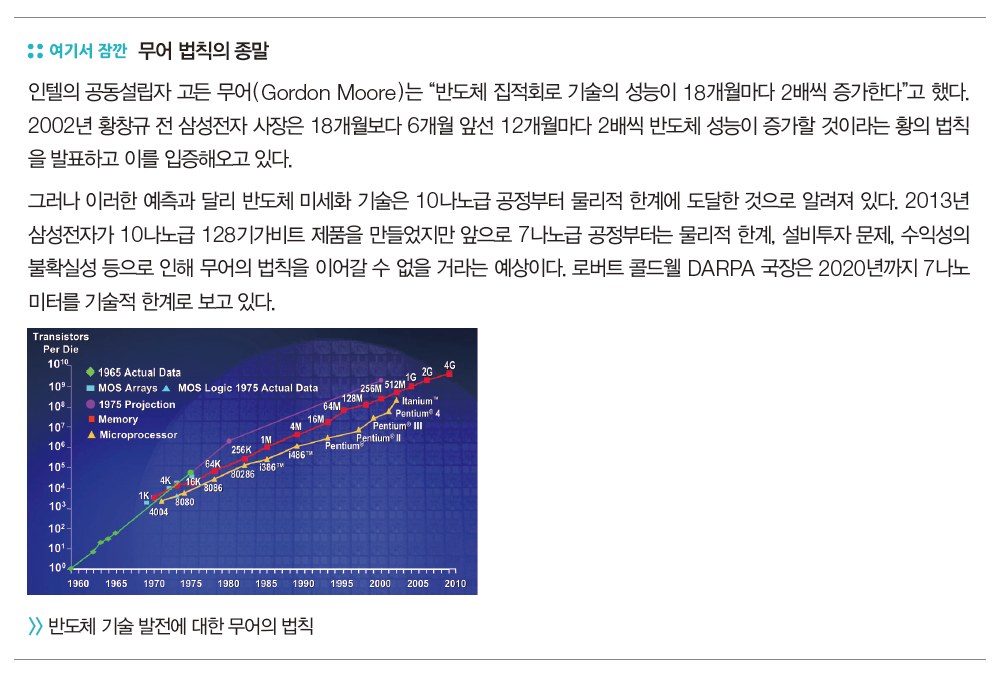 여기서 잠깐 무어 법칙의 종말
인텔의 공동설립자 고든 무어(Gordon Moore)는 “반도체 집적회로 기술의 성능이 18개월마다 2배씩 증가한다”고 했다.
2002년 황창규 전 삼성전자 사장은 18개월보다 6개월 앞선 12개월마다 2배씩 반도체 성능이 증가할 것이라는 황의 법칙
을 발표하고 이를 입증해오고 있다.
그러나 이러한 예측과 달리 반도체 미세화 기술은 10나노급 공정부터 물리적 한계에 도달한 것으로 알려져 있다. 2013년
삼성전자가 10나노급 128기가비트 제품을 만들었지만 앞으로 7나노급 공정부터는 물리적 한계, 설비투자 문제, 수익성의
불확실성 등으로 인해 무어의 법칙을 이어갈 수 없을 거라는 예상이다. 로버트 콜드웰 DARPA 국장은 2020년까지 7나노
미터를 기술적 한계로 보고 있다.
Transistors
Per Die
10¹⁰
10⁹
10⁸
10⁷
10⁶
10⁵
10⁴
10³
10²
10¹
10⁰
1965 Actual Data
MOS Arrays MOS Logic 1975 Actual Data
1975 Projection
Memory
Microprocessor
1K
4K
16K
64K
256K
1M
4M
16M
64M
128M
256M
512M
1G
2G
4G
4004
8080
8086
80286
i386™
i486™
Pentium®
Pentium® II
Pentium® III
Pentium® 4
Itanium™
1960 1965 1970 1975 1980 1985 1990 1995 2000 2005 2010
반도체 기술 발전에 대한 무어의 법칙